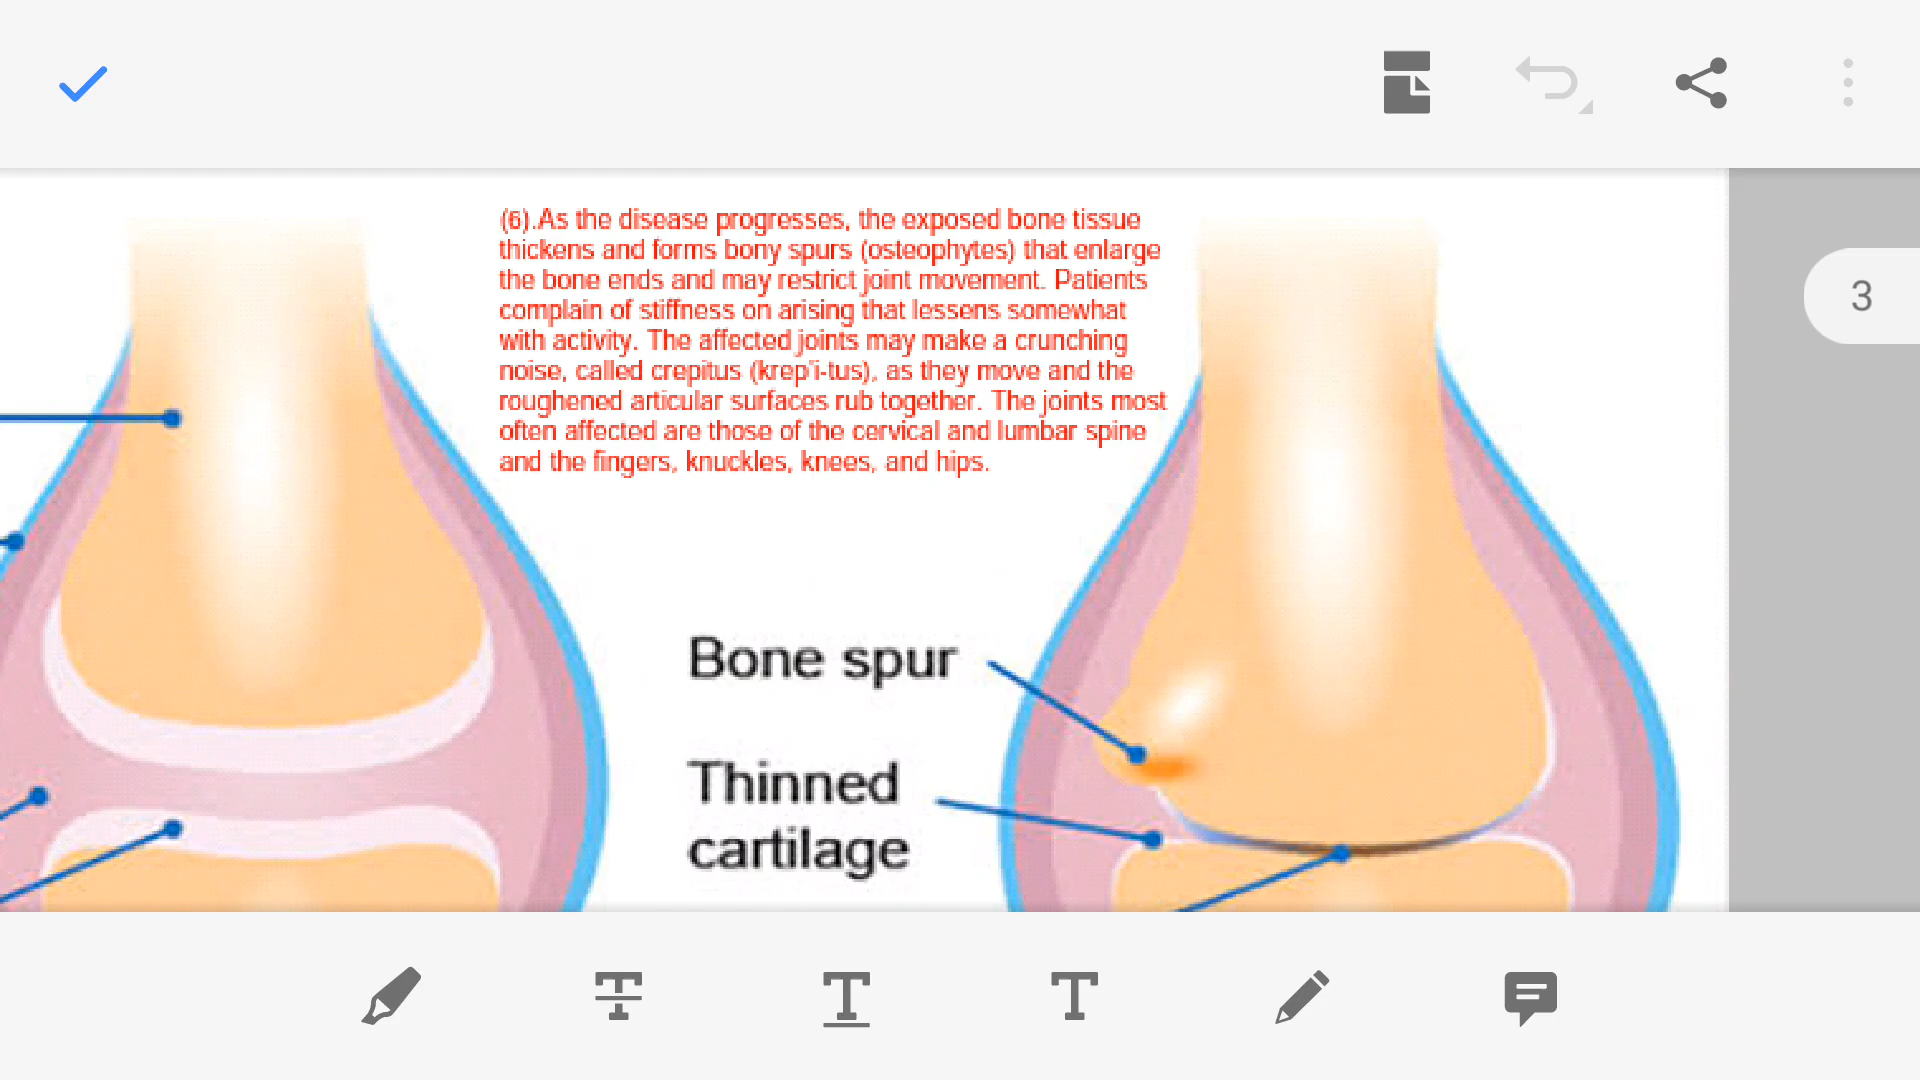 (6).As the disease progresses, the exposed bone tissue
thickens and forms bony spurs (osteophytes) that enlarge
the bone ends and may restrict joint movement. Patients
complain of stiffness on arising that lessens somewhat
with activity. The affected joints may make a crunching
noise, called crepitus (krep'ĭ-tus), as they move and the
roughened articular surfaces rub together. The joints most
often affected are those of the cervical and lumbar spine
and the fingers, knuckles, knees, and hips.
3
Bone spur
Thinned
cartilage